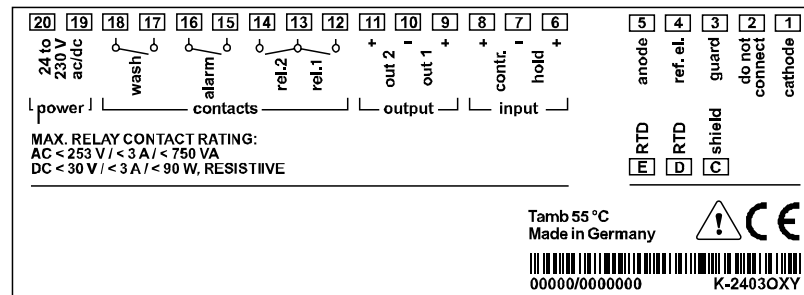 20 19 18 17 16 15 14 13 12 11 10 9 8 7 6 5 4 3 2 1
+ - + + - +
24 to
230 V
ac/dc
wash
alarm
rel.2
rel.1
out 2
out 1
contr.
hold
anode
ref. el.
guard
do not
connect
cathode
power contacts output input
RTD RTD shield
E D C
MAX. RELAY CONTACT RATING:
AC < 253 V / < 3 A / < 750 VA
DC < 30 V / < 3 A / < 90 W, RESISTIIVE
Tamb 55 °C
Made in Germany
CE
00000/0000000 K-2403OXY